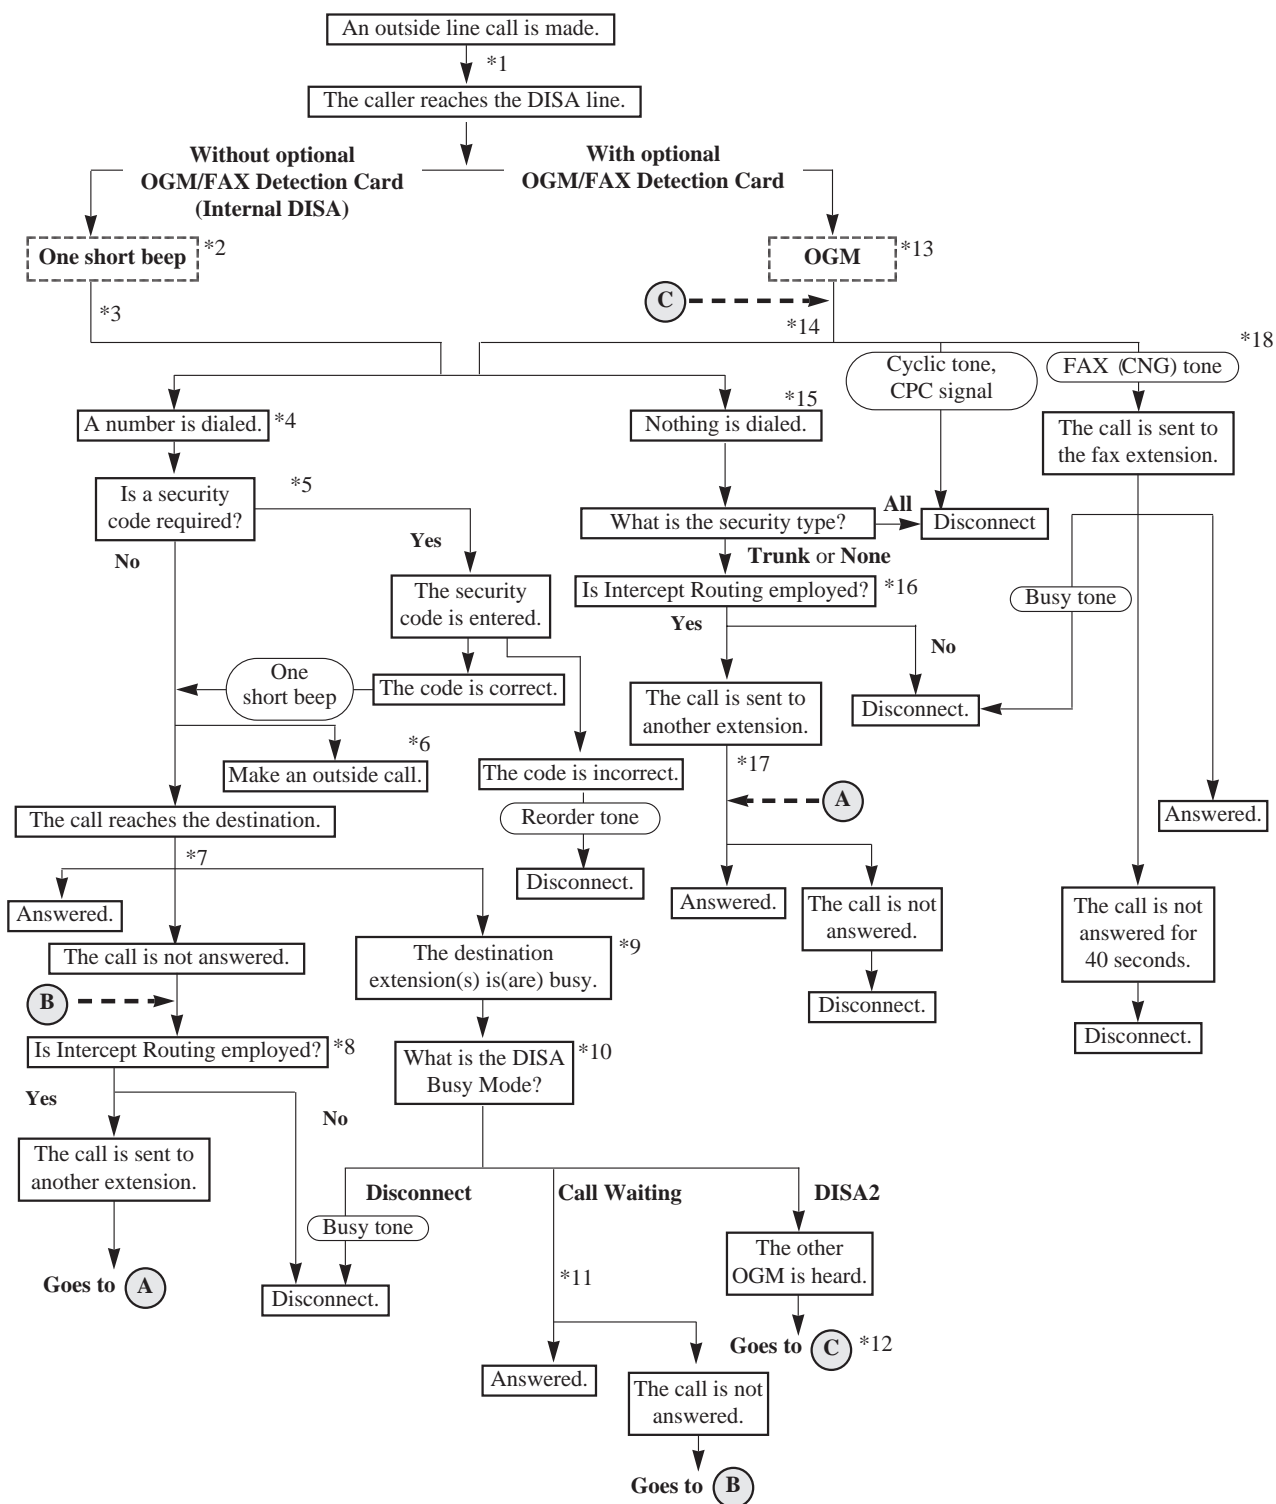 An outside line call is made.
*1
The caller reaches the DISA line.
Without optional
OGM/FAX Detection Card
(Internal DISA)
With optional
OGM/FAX Detection Card
One short beep
*2
OGM
*13
*3
C
*14
*18
Cyclic tone,
CPC signal
FAX (CNG) tone
A number is dialed.
*4
*15
Nothing is dialed.
The call is sent to
the fax extension.
Is a security
code required?
*5
What is the security type?
All
Disconnect
Yes
No
Trunk or None
The security
code is entered.
Is Intercept Routing employed?
*16
Busy tone
Yes
No
One
short beep
The code is correct.
The call is sent to
another extension.
Disconnect.
*6
Make an outside call.
The code is incorrect.
*17
A
The call reaches the destination.
Reorder tone
Answered.
*7
Disconnect.
Answered.
Answered.
The call is not
answered.
The call is not
answered for
40 seconds.
The call is not answered.
The destination
extension(s) is(are) busy.
*9
B
Disconnect.
Disconnect.
Is Intercept Routing employed?
*8
What is the DISA
Busy Mode?
*10
Yes
No
The call is sent to
another extension.
Disconnect
Call Waiting
DISA2
Busy tone
The other
OGM is heard.
Goes to A
Disconnect.
*11
Goes to C
*12
Answered.
The call is not
answered.
Goes to B